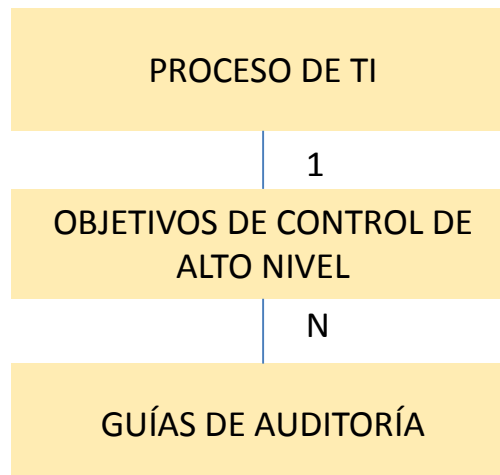 PROCESO DE TI
1
OBJETIVOS DE CONTROL DE
ALTO NIVEL
N
GUÍAS DE AUDITORÍA